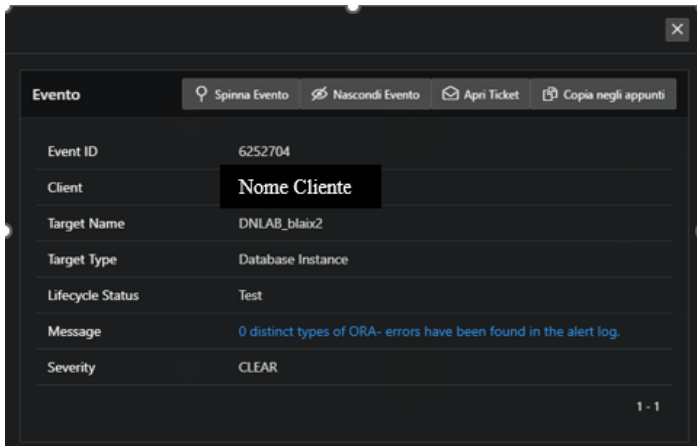 Evento Spinna Evento Nascondi Evento Apri Ticket Copia negli appunti
Event ID 6252704
Client Nome Cliente
Target Name DNLAB_blaix2
Target Type Database Instance
Lifecycle Status Test
Message 0 distinct types of ORA- errors have been found in the alert log.
Severity CLEAR
1 - 1